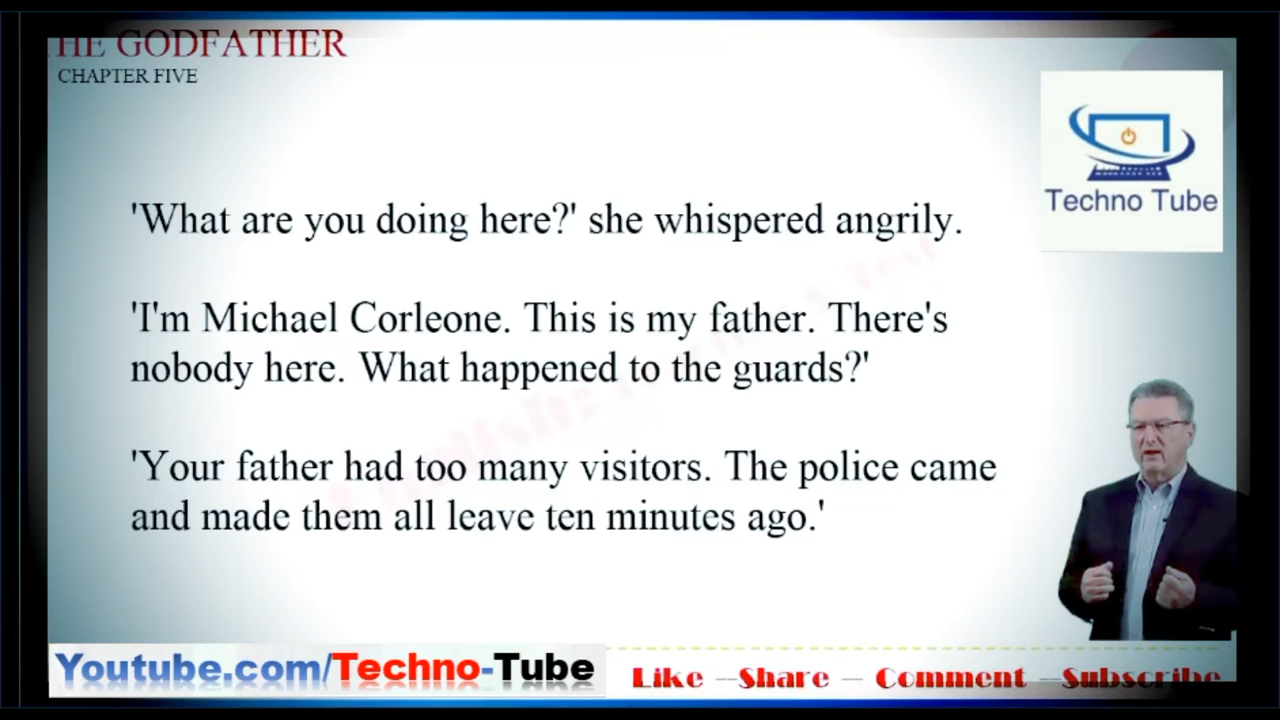 THE GODFATHER
CHAPTER FIVE
Techno Tube
'What are you doing here?' she whispered angrily.
'I'm Michael Corleone. This is my father. There's
nobody here. What happened to the guards?'
'Your father had too many visitors. The police came
and made them all leave ten minutes ago.'
Youtube.com/Techno-Tube
Like –Share – Comment –Subscribe